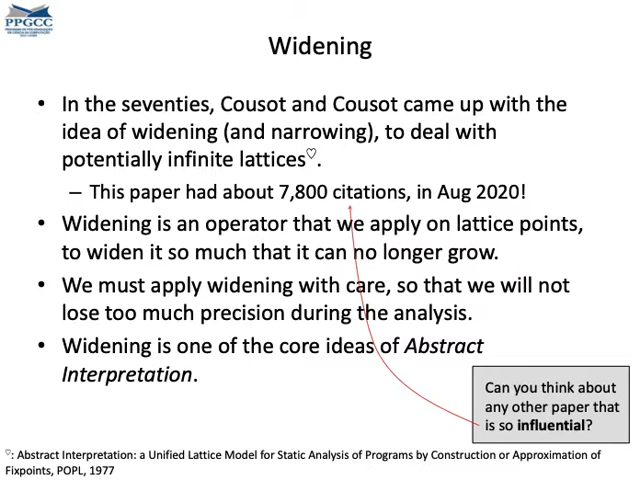 PPGCC
Widening
• In the seventies, Cousot and Cousot came up with the
idea of widening (and narrowing), to deal with
potentially infinite lattices♡.
– This paper had about 7,800 citations, in Aug 2020!
• Widening is an operator that we apply on lattice points,
to widen it so much that it can no longer grow.
• We must apply widening with care, so that we will not
lose too much precision during the analysis.
• Widening is one of the core ideas of Abstract
Interpretation.
Can you think about
any other paper that
is so influential?
♡: Abstract Interpretation: a Unified Lattice Model for Static Analysis of Programs by Construction or Approximation of
Fixpoints, POPL, 1977